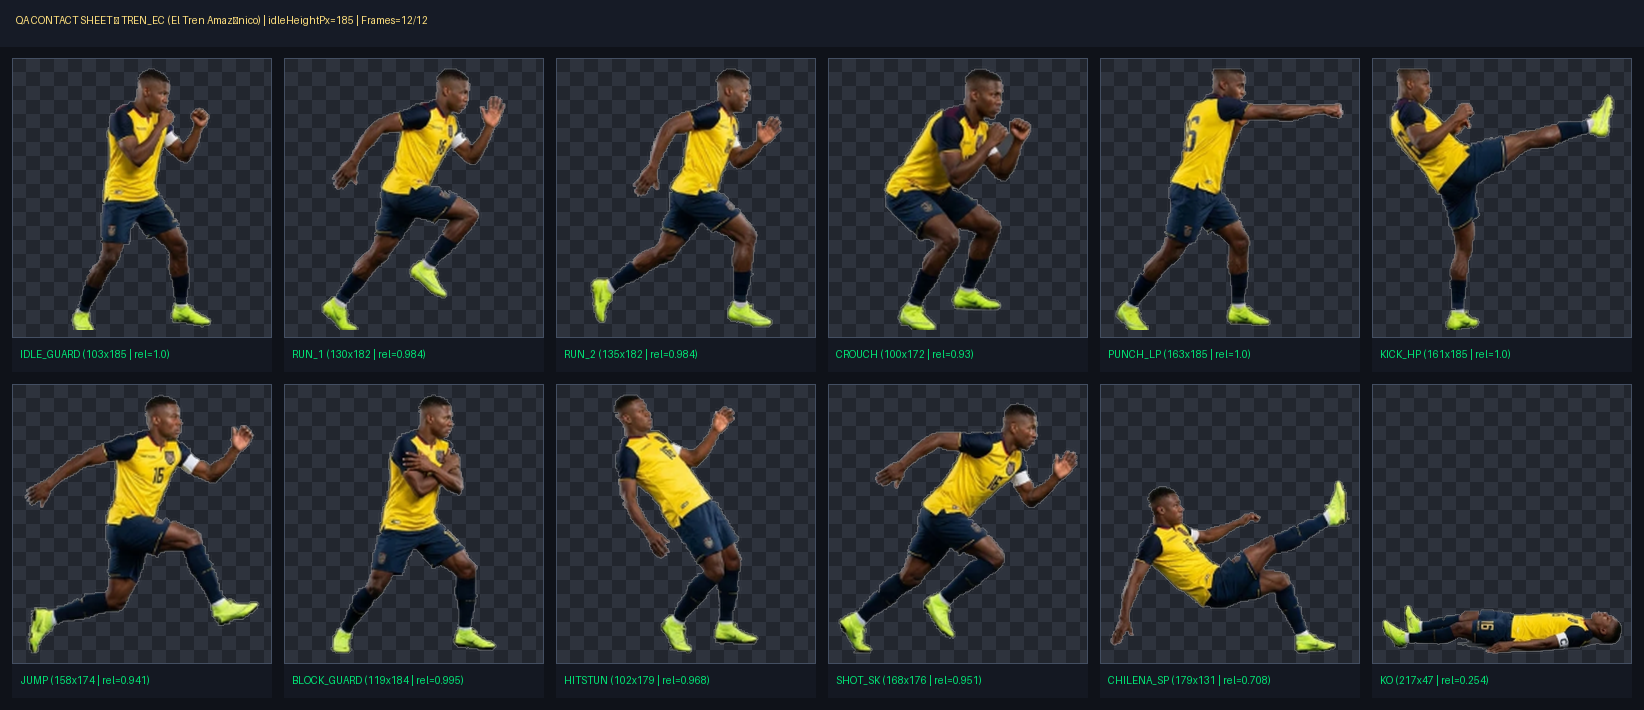 QA CONTACT SHEET□ TREN_EC (El Tren Amaz□nico) | idleHeightPx=185 | Frames=12/12
IDLE_GUARD (103x185 | rel=1.0)
RUN_1 (130x182 | rel=0.984)
RUN_2 (135x182 | rel=0.984)
CROUCH (100x172 | rel=0.93)
PUNCH_LP (163x185 | rel=1.0)
KICK_HP (161x185 | rel=1.0)
16
16
JUMP (158x174 | rel=0.941)
BLOCK_GUARD (119x184 | rel=0.995)
HITSTUN (102x179 | rel=0.968)
SHOT_SK (168x176 | rel=0.951)
CHILENA_SP (179x131 | rel=0.708)
KO (217x47 | rel=0.254)